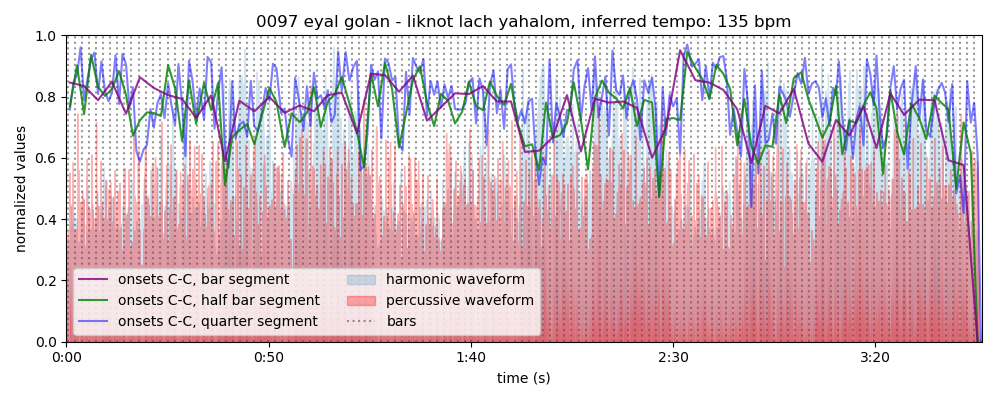 0097 eyal golan - liknot lach yahalom, inferred tempo: 135 bpm
normalized values
1.0
0.8
0.6
0.4
0.2
0.0
onsets C-C, bar segment
onsets C-C, half bar segment
onsets C-C, quarter segment
harmonic waveform
percussive waveform
bars
0:00
0:50
1:40
2:30
3:20
time (s)